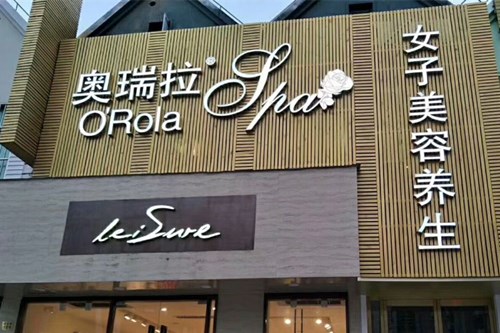 奥瑞拉® Spa
O'Rola
女子美容养生
leiSure